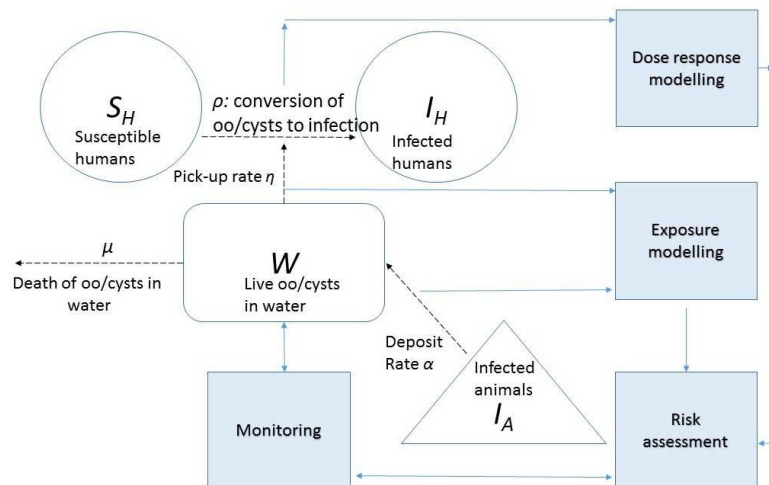 Dose response
modelling
S_H
Susceptible
humans
ρ: conversion of
oo/cysts to infection
I_H
Infected
humans
Pick-up rate η
Exposure
modelling
μ
Death of oo/cysts in
water
W
Live oo/cysts
in water
Deposit
Rate α
Infected
animals
I_A
Monitoring
Risk
assessment